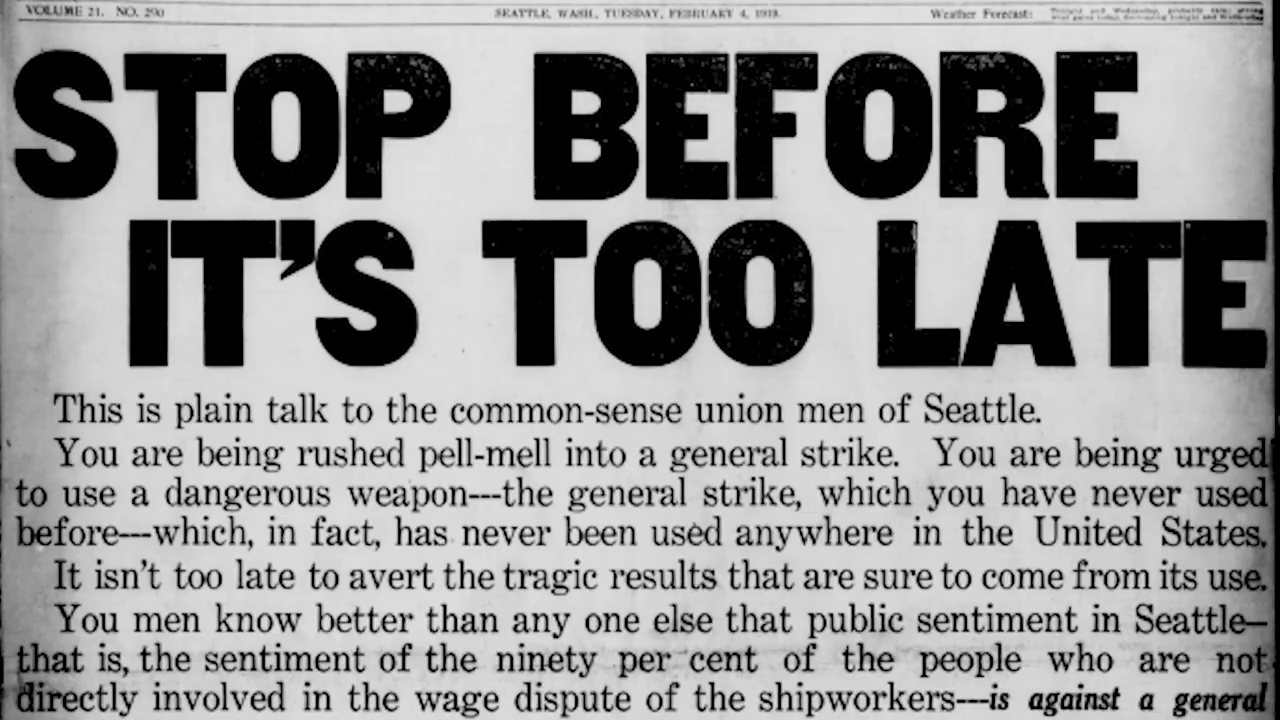 VOLUME 21. NO. 290 SEATTLE, WASH., TUESDAY, FEBRUARY 4, 1919. Weather Forecast: Tonight and Wednesday, probably rain;
STOP BEFORE
IT'S TOO LATE
This is plain talk to the common-sense union men of Seattle.
You are being rushed pell-mell into a general strike. You are being urged
to use a dangerous weapon---the general strike, which you have never used
before---which, in fact, has never been used anywhere in the United States.
It isn't too late to avert the tragic results that are sure to come from its use.
You men know better than any one else that public sentiment in Seattle—
that is, the sentiment of the ninety per cent of the people who are not
directly involved in the wage dispute of the shipworkers---is against a general